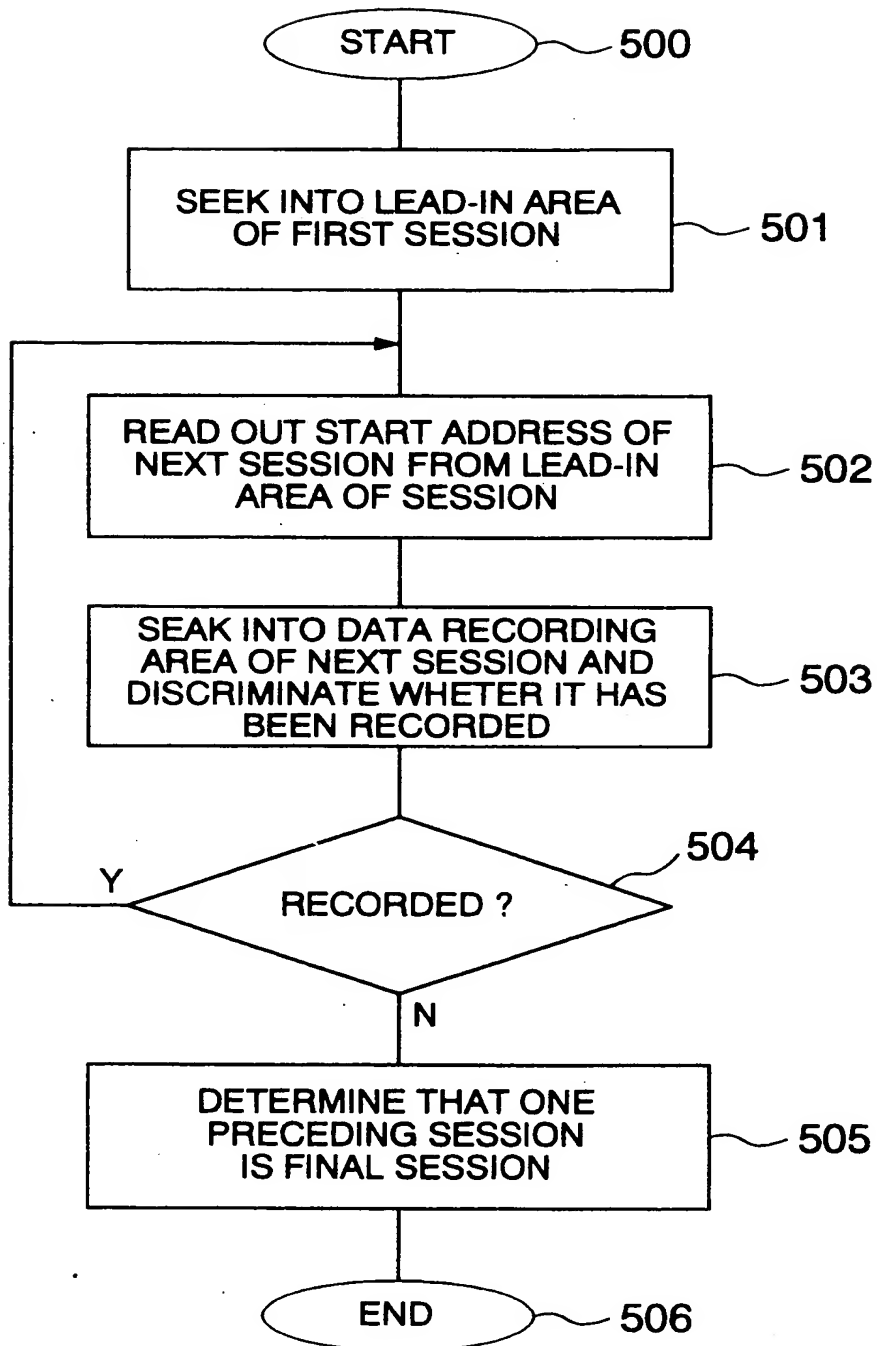 START
500
SEEK INTO LEAD-IN AREA
OF FIRST SESSION
501
READ OUT START ADDRESS OF
NEXT SESSION FROM LEAD-IN
AREA OF SESSION
502
SEAK INTO DATA RECORDING
AREA OF NEXT SESSION AND
DISCRIMINATE WHETER IT HAS
BEEN RECORDED
503
504
Y
RECORDED ?
N
DETERMINE THAT ONE
PRECEDING SESSION
IS FINAL SESSION
505
END
506